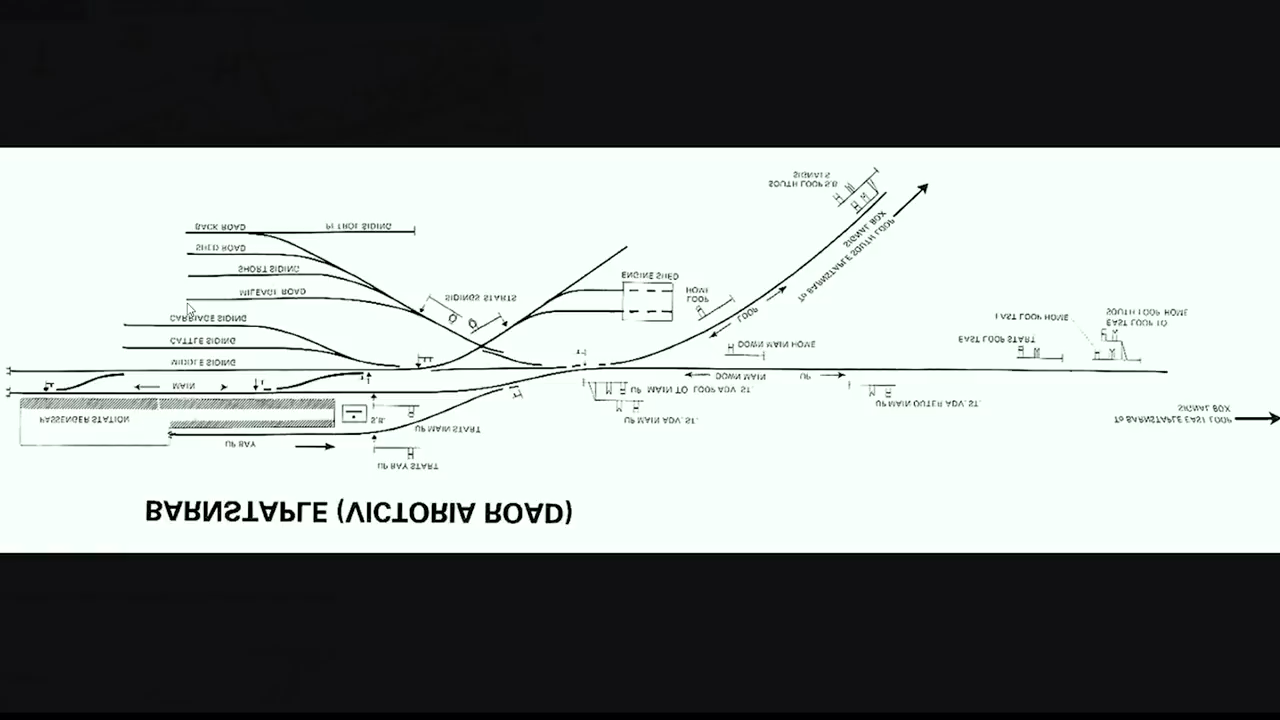 BARNSTAPLE (VICTORIA ROAD)
UP BAY START
UP BAY
UP MAIN START
PASSENGER STATION
S.B.
UP MAIN ADV. ST.
TO BARNSTAPLE EAST LOOP
SIGNAL BOX
UP MAIN OUTER ADV. ST.
UP MAIN TO LOOP ADV. ST.
MAIN
DOWN MAIN
UP
MIDDLE SIDING
CATTLE SIDING
CARRIAGE SIDING
DOWN MAIN HOME
EAST LOOP START
EAST LOOP TO
SOUTH LOOP HOME
EAST LOOP HOME
LOOP
LOOP
HOME
MILEAGE ROAD
SIDINGS STARTS
SHORT SIDING
ENGINE SHED
SHED ROAD
BACK ROAD
PETROL SIDING
TO BARNSTAPLE SOUTH LOOP
SIGNAL BOX
SOUTH LOOP S.B.
SIGNALS